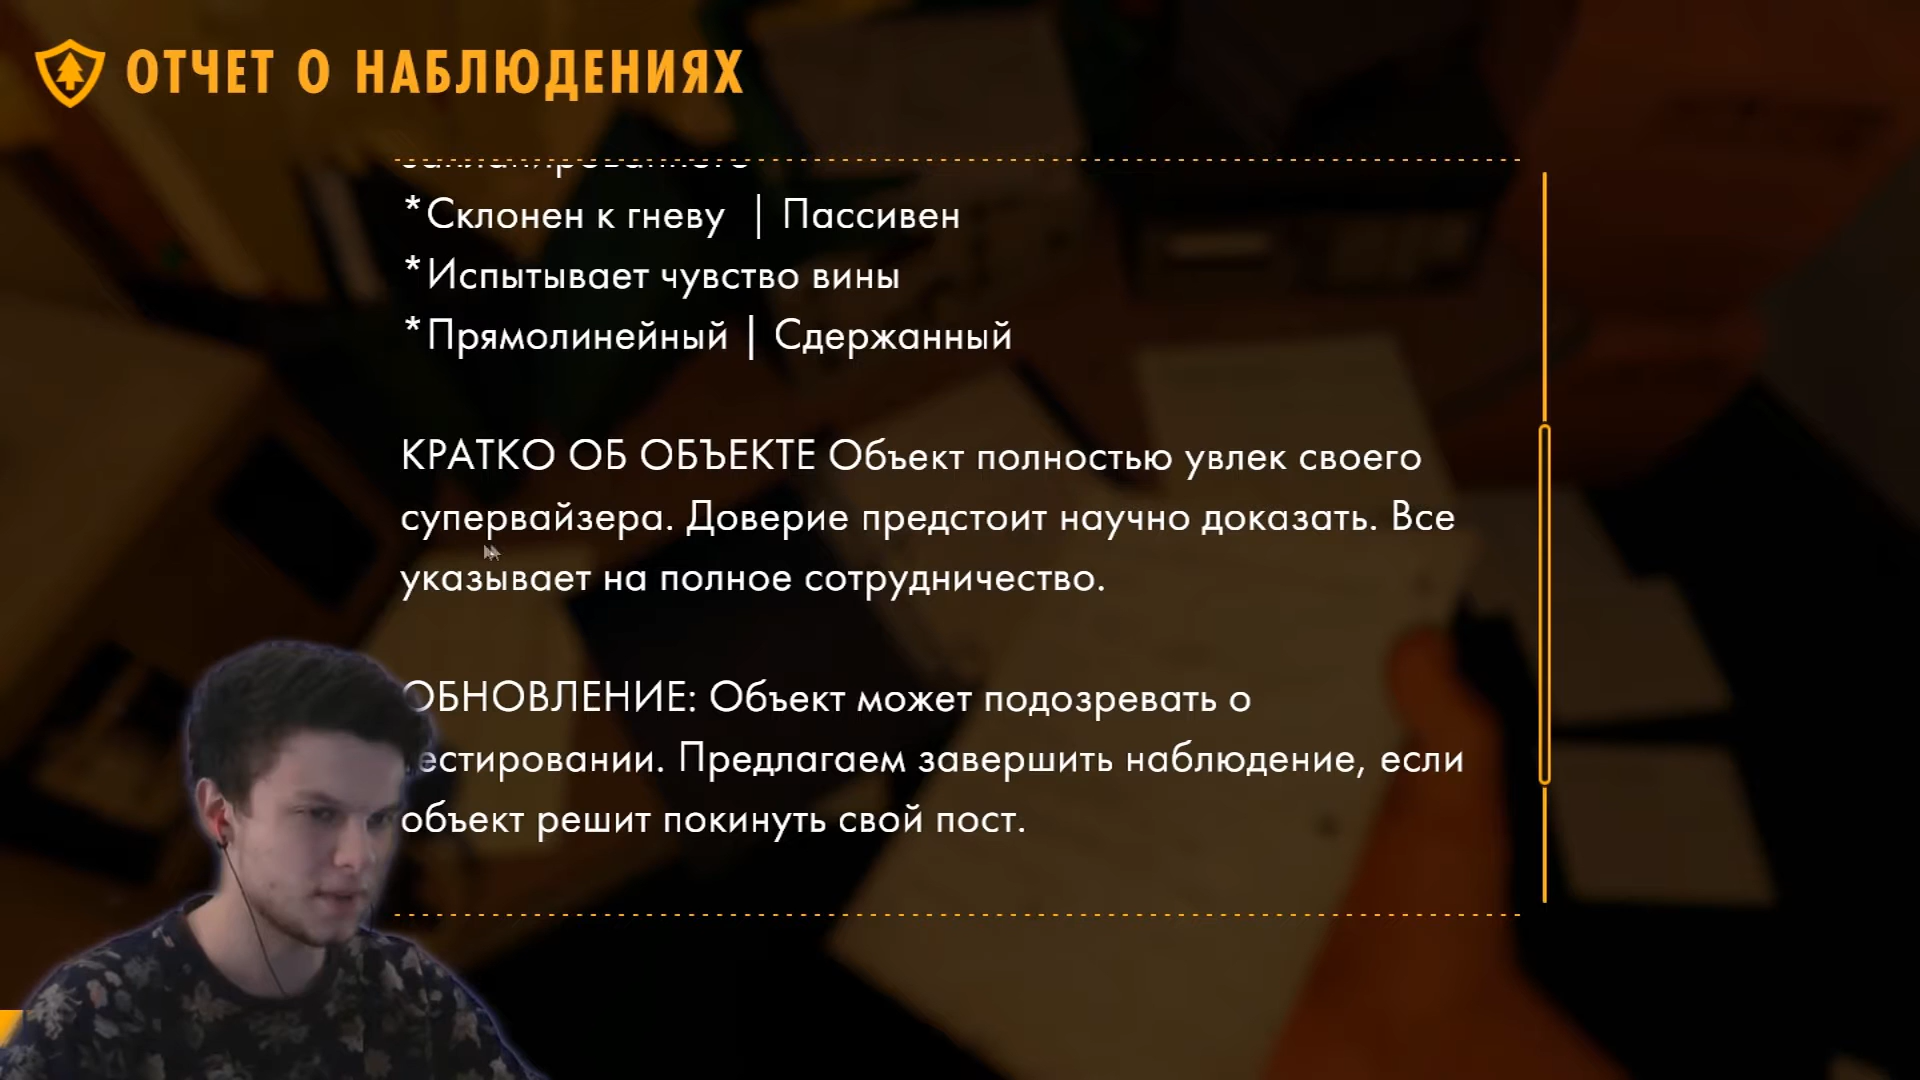 ОТЧЕТ О НАБЛЮДЕНИЯХ
запланированного
*Склонен к гневу | Пассивен
*Испытывает чувство вины
*Прямолинейный | Сдержанный
КРАТКО ОБ ОБЪЕКТЕ Объект полностью увлек своего
супервайзера. Доверие предстоит научно доказать. Все
указывает на полное сотрудничество.
ОБНОВЛЕНИЕ: Объект может подозревать о
тестировании. Предлагаем завершить наблюдение, если
объект решит покинуть свой пост.